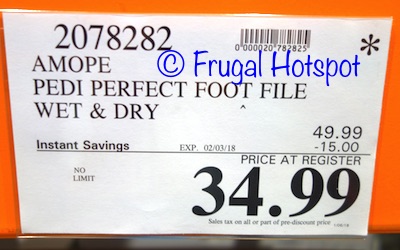 2078282
0000020782825
*
AMOPE
© Frugal Hotspot
PEDI PERFECT FOOT FILE
WET & DRY
49.99
Instant Savings EXP. 02/03/18 -15.00
PRICE AT REGISTER
NO
LIMIT
34.99
Sales tax on all or part of pre-discount price